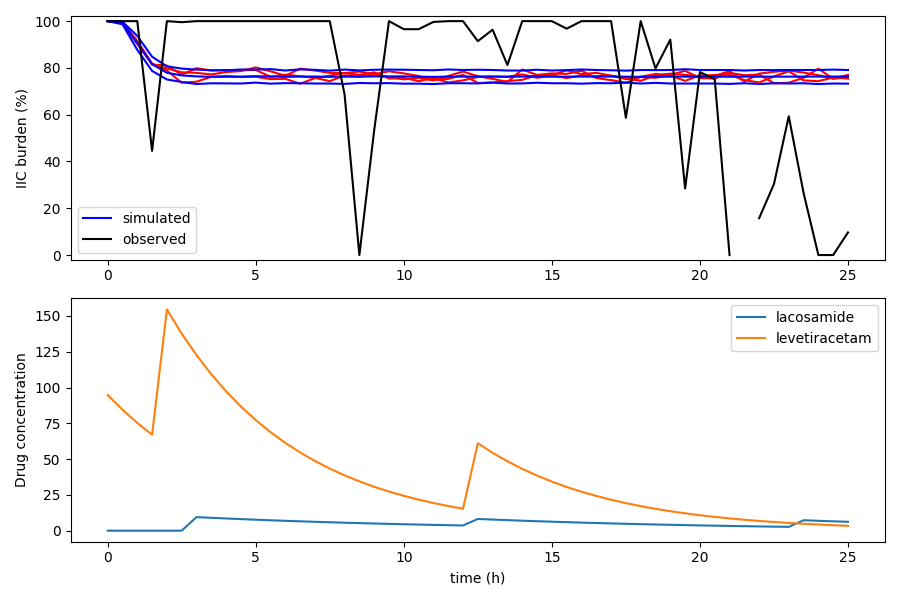 IIC burden (%)
100
80
60
40
20
0
simulated
observed
0 5 10 15 20 25
Drug concentration
150
125
100
75
50
25
0
lacosamide
levetiracetam
0 5 10 15 20 25
time (h)